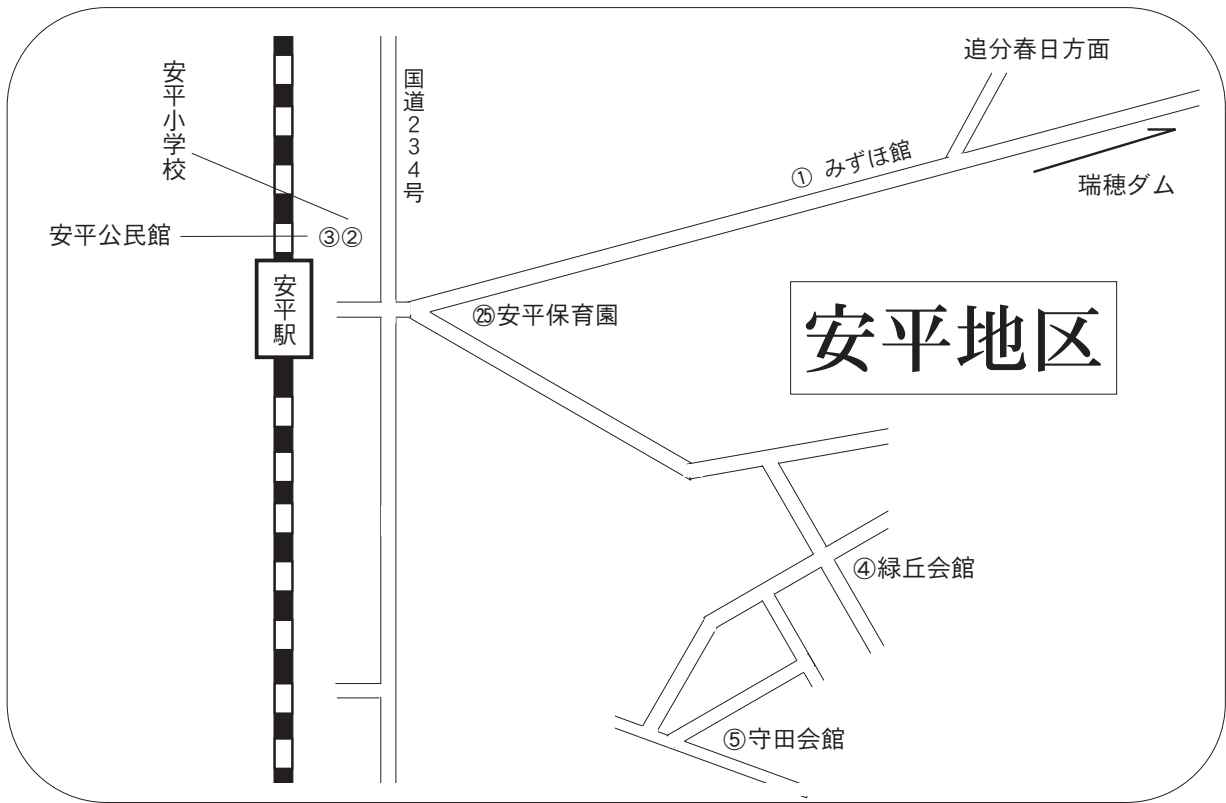 追分春日方面
国道234号
安平小学校
① みずほ館
瑞穂ダム
安平公民館
③②
安平駅
㉕安平保育園
安平地区
④緑丘会館
⑤守田会館